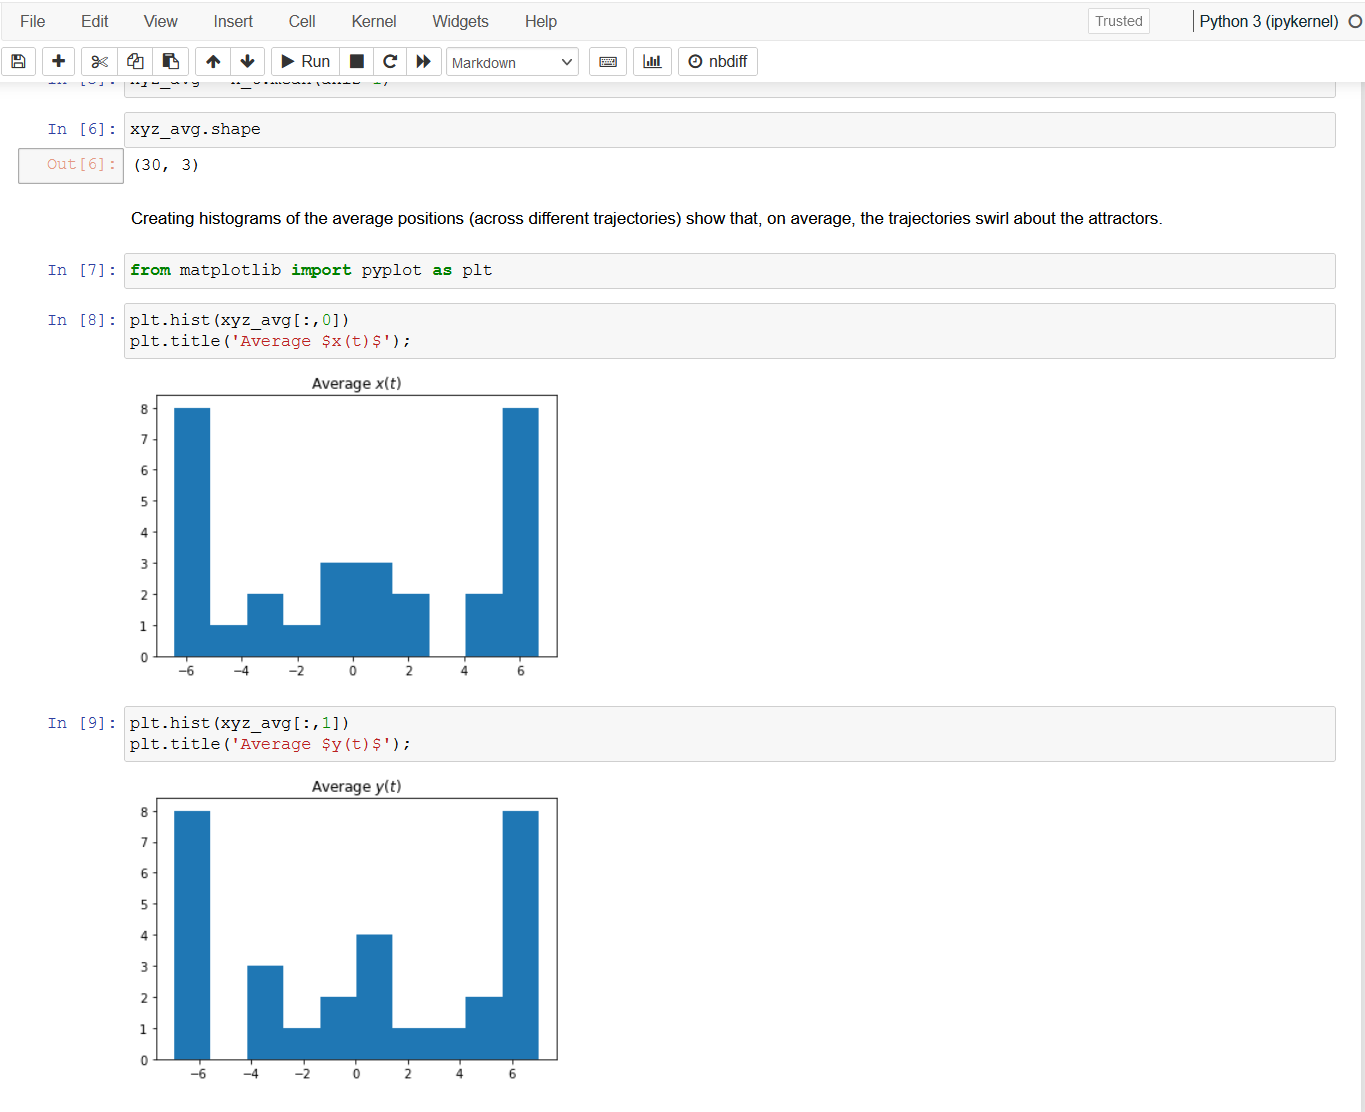 File Edit View Insert Cell Kernel Widgets Help Trusted Python 3 (ipykernel)
Run Markdown nbdiff
In [6]: xyz_avg.shape
Out[6]: (30, 3)
Creating histograms of the average positions (across different trajectories) show that, on average, the trajectories swirl about the attractors.
In [7]: from matplotlib import pyplot as plt
In [8]: plt.hist(xyz_avg[:,0])
plt.title('Average $x(t)$');
Average x(t)
8
7
6
5
4
3
2
1
0
−6 −4 −2 0 2 4 6
In [9]: plt.hist(xyz_avg[:,1])
plt.title('Average $y(t)$');
Average y(t)
8
7
6
5
4
3
2
1
0
−6 −4 −2 0 2 4 6